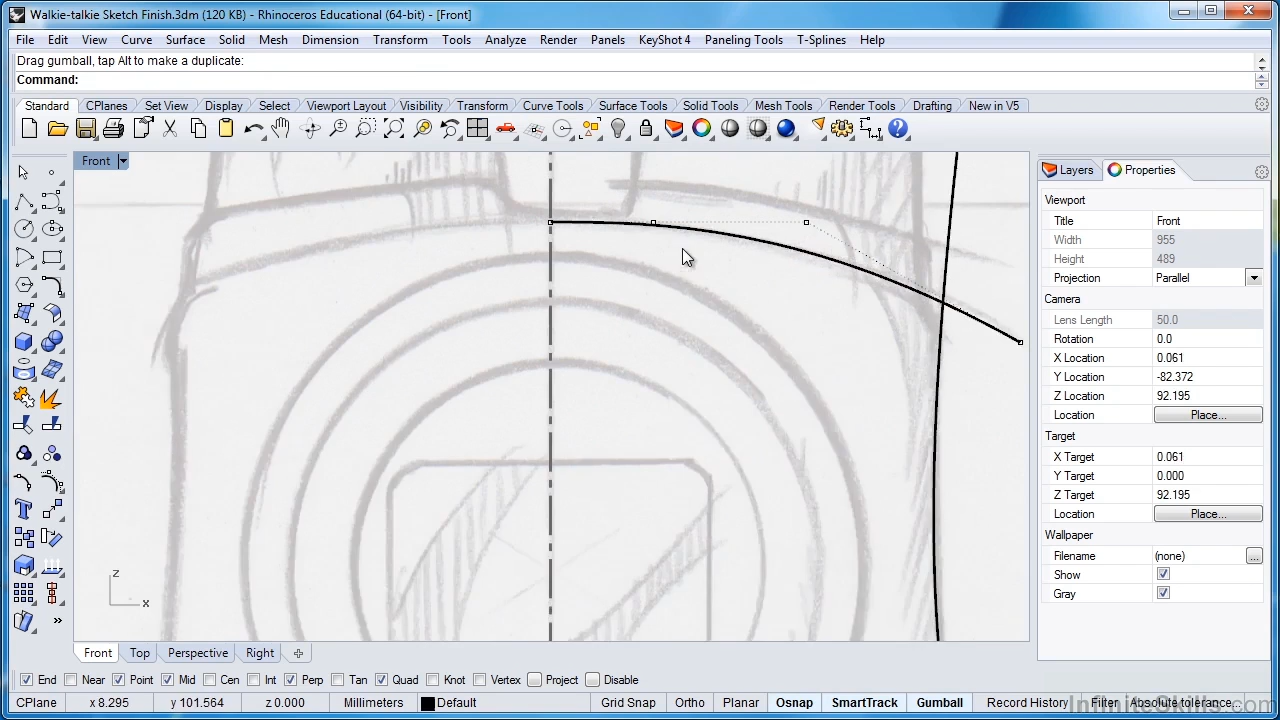 Walkie-talkie Sketch Finish.3dm (120 KB) - Rhinoceros Educational (64-bit) - [Front]
File Edit View Curve Surface Solid Mesh Dimension Transform Tools Analyze Render Panels KeyShot 4 Paneling Tools T-Splines Help
Drag gumball, tap Alt to make a duplicate:
Command:
Standard CPlanes Set View Display Select Viewport Layout Visibility Transform Curve Tools Surface Tools Solid Tools Mesh Tools Render Tools Drafting New in V5
Front
Layers Properties
Viewport
Title Front
Width 955
Height 489
Projection Parallel
Camera
Lens Length 50.0
Rotation 0.0
X Location 0.061
Y Location -82.372
Z Location 92.195
Location Place...
Target
X Target 0.061
Y Target 0.000
Z Target 92.195
Location Place...
Wallpaper
Filename (none) ...
Show
Gray
z
x
Front Top Perspective Right
End Near Point Mid Cen Int Perp Tan Quad Knot Vertex Project Disable
CPlane x 8.295 y 101.564 z 0.000 Millimeters Default Grid Snap Ortho Planar Osnap SmartTrack Gumball Record History Filter Absolute tolerance:
InfiniteSkills.com